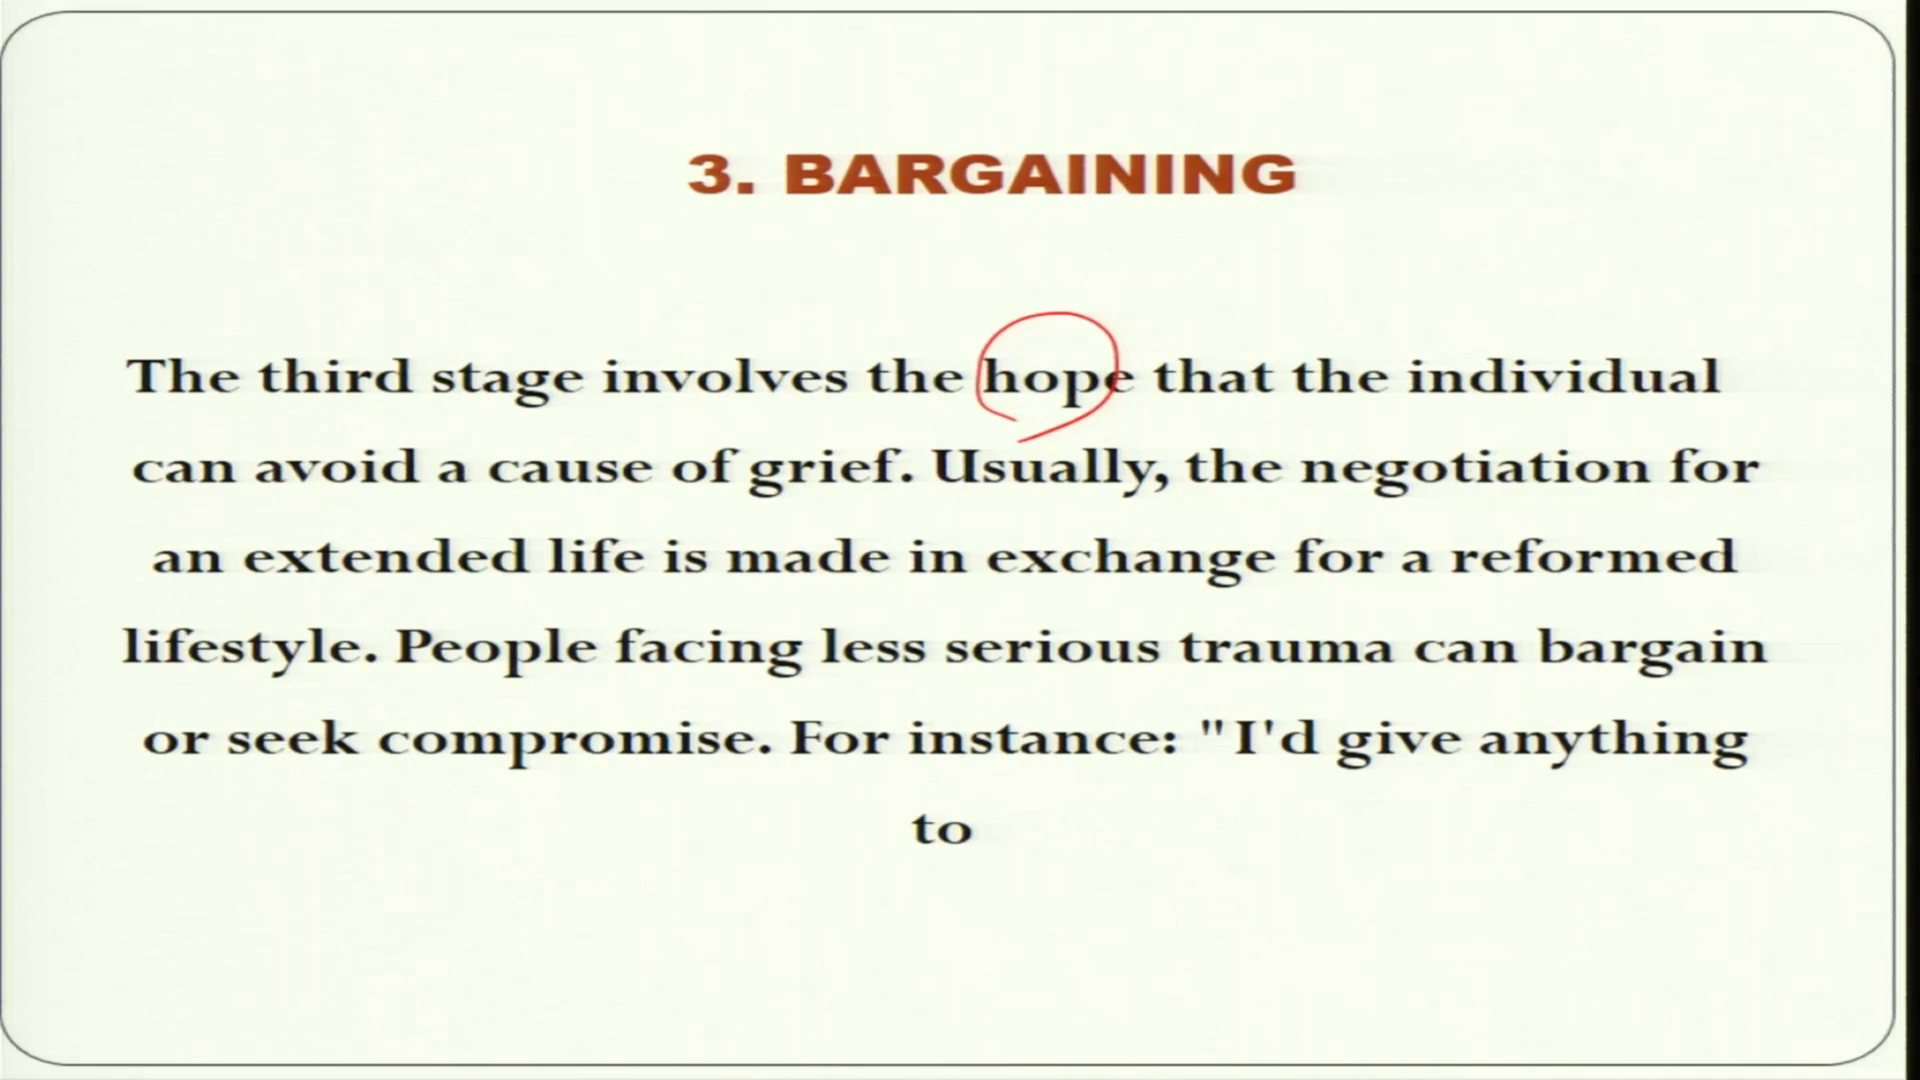 3. BARGAINING
The third stage involves the hope that the individual
can avoid a cause of grief. Usually, the negotiation for
an extended life is made in exchange for a reformed
lifestyle. People facing less serious trauma can bargain
or seek compromise. For instance: "I'd give anything
to